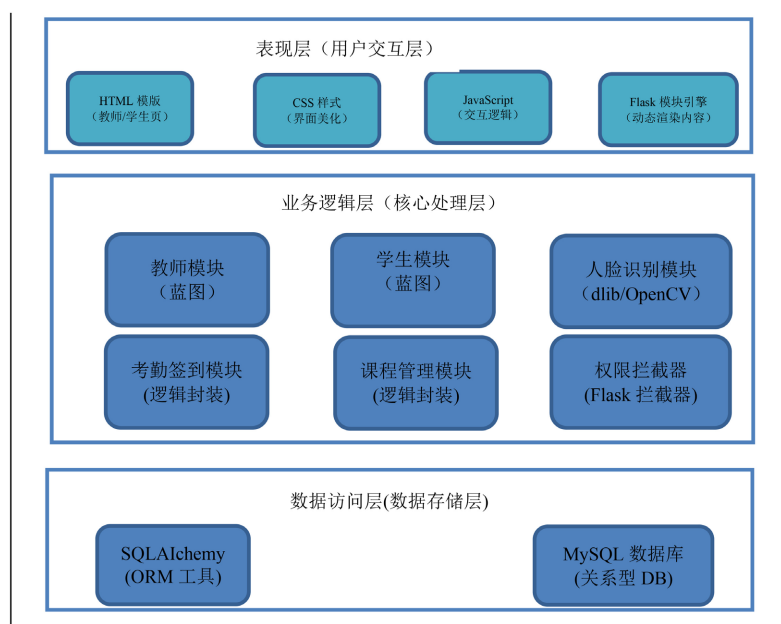 表现层（用户交互层）
HTML 模版
（教师/学生页）
CSS 样式
（界面美化）
JavaScript
（交互逻辑）
Flask 模块引擎
（动态渲染内容）
业务逻辑层（核心处理层）
教师模块
（蓝图）
学生模块
（蓝图）
人脸识别模块
（dlib/OpenCV）
考勤签到模块
(逻辑封装)
课程管理模块
(逻辑封装)
权限拦截器
(Flask 拦截器)
数据访问层(数据存储层)
SQLAIchemy
(ORM 工具)
MySQL 数据库
(关系型 DB)